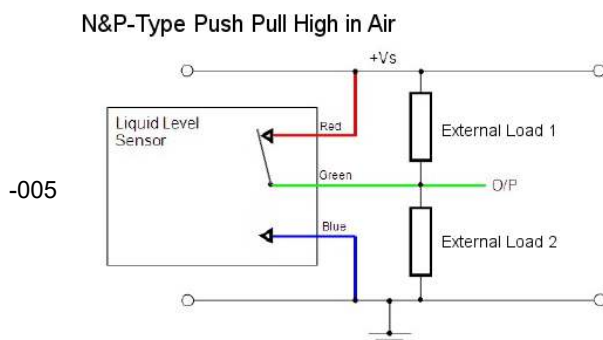 N&P-Type Push Pull High in Air
+Vs
Liquid Level
Sensor
Red
External Load 1
-005
Green
O/P
Blue
External Load 2